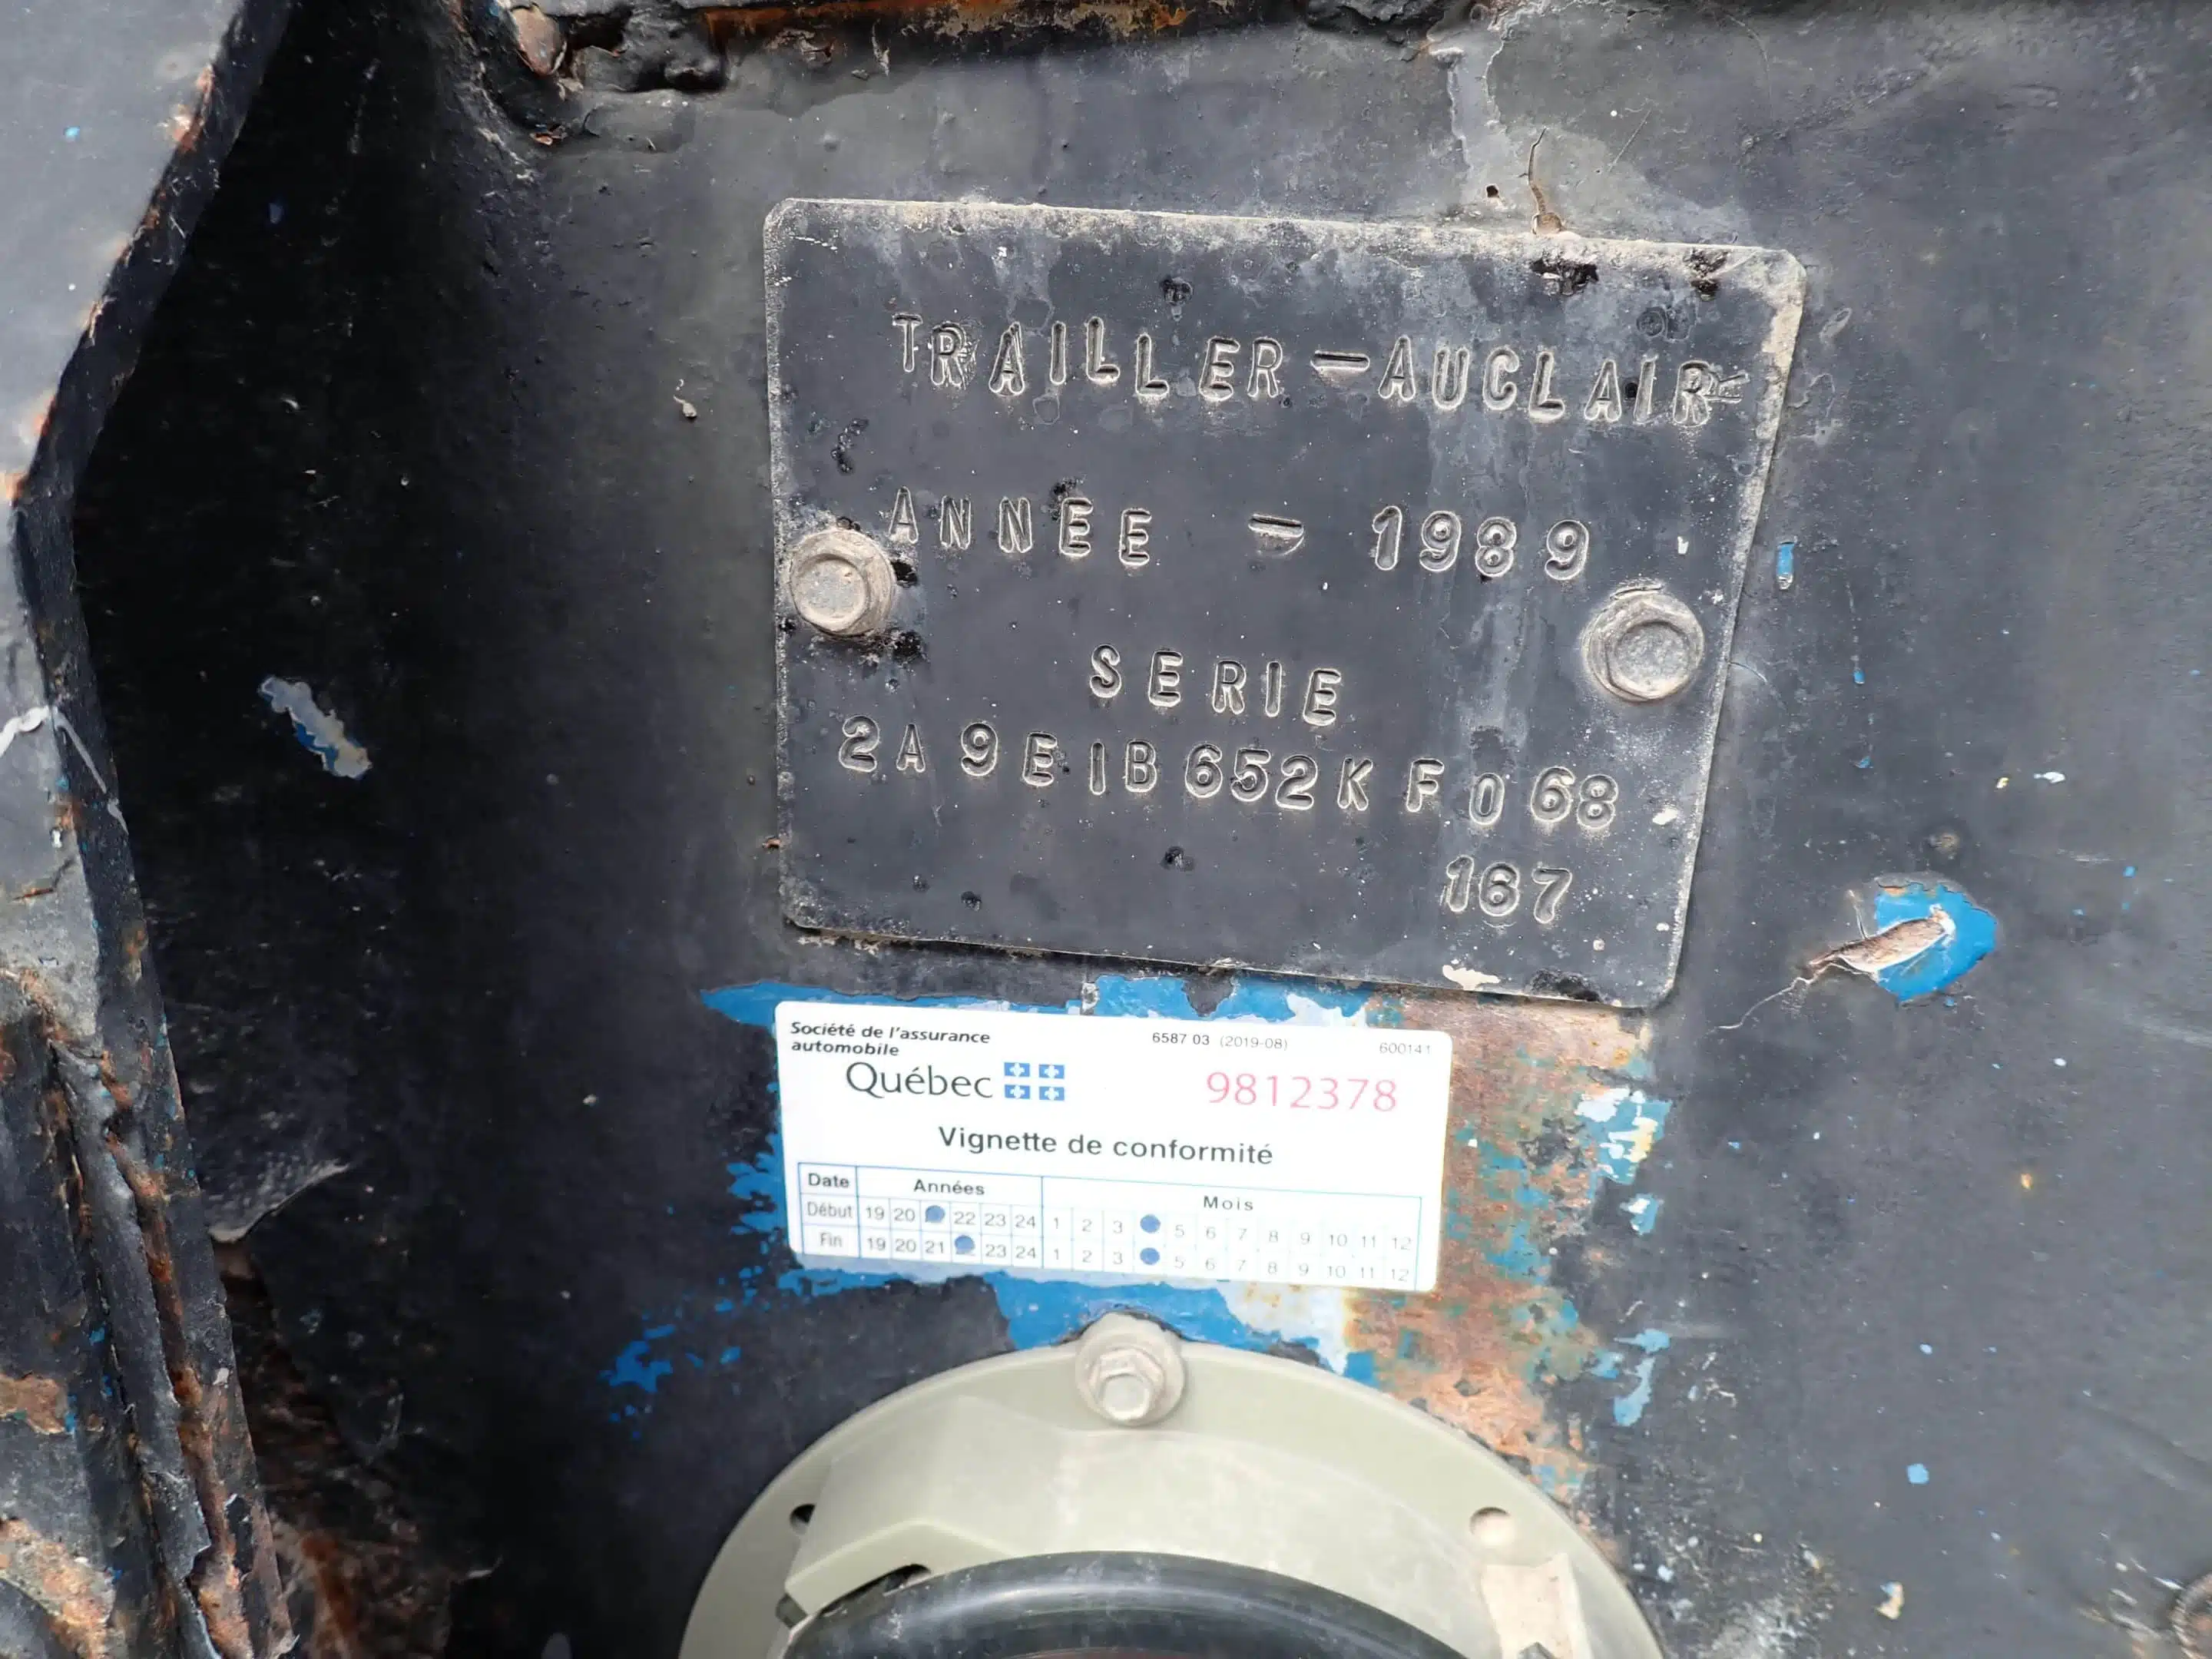 TRAILLER-AUCLAIR
ANNEE - 1989
SERIE
2A9E1B652KF068
167
Société de l'assurance
automobile
Québec
6587 03 (2019-08) 600141
9812378
Vignette de conformité
Date Années Mois
Début 19 20 22 23 24 1 2 3 5 6 7 8 9 10 11 12
Fin 19 20 21 23 24 1 2 3 5 6 7 8 9 10 11 12